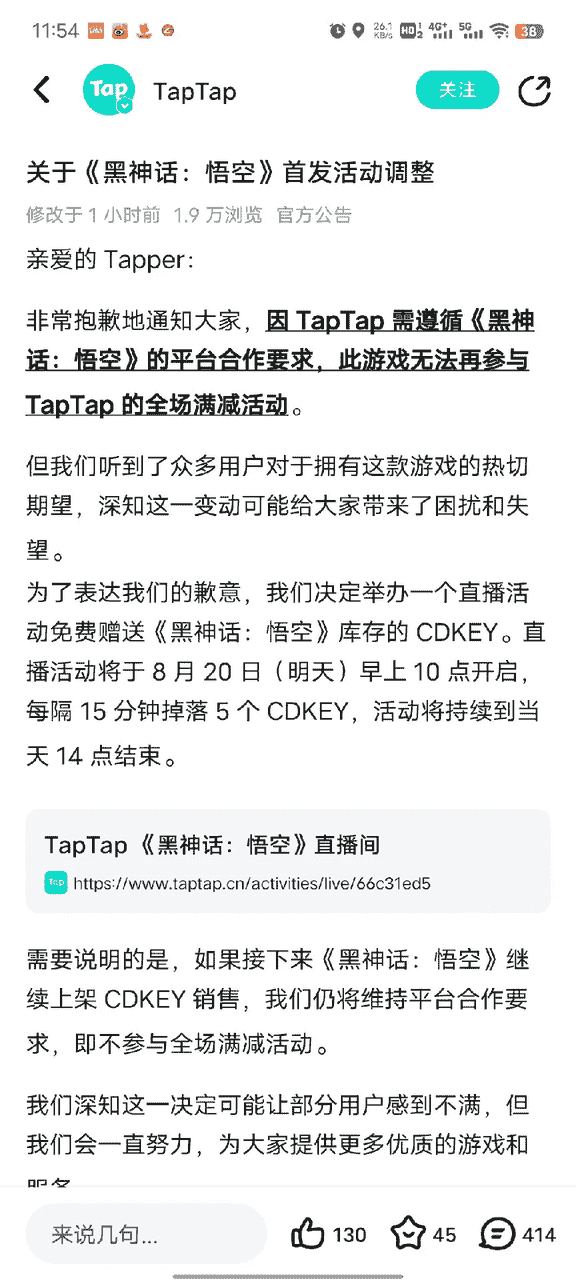 11:54
26.1
KB/s
HD 1 2
4G+
5G
38
Tap
TapTap
关注
关于《黑神话：悟空》首发活动调整
修改于 1 小时前 1.9 万浏览 官方公告
亲爱的 Tapper：
非常抱歉地通知大家，因 TapTap 需遵循《黑神
话：悟空》的平台合作要求，此游戏无法再参与
TapTap 的全场满减活动。
但我们听到了众多用户对于拥有这款游戏的热切
期望，深知这一变动可能给大家带来了困扰和失
望。
为了表达我们的歉意，我们决定举办一个直播活
动免费赠送《黑神话：悟空》库存的 CDKEY。直
播活动将于 8 月 20 日（明天）早上 10 点开启，
每隔 15 分钟掉落 5 个 CDKEY，活动将持续到当
天 14 点结束。
TapTap 《黑神话：悟空》直播间
Tap https://www.taptap.cn/activities/live/66c31ed5
需要说明的是，如果接下来《黑神话：悟空》继
续上架 CDKEY 销售，我们仍将维持平台合作要
求，即不参与全场满减活动。
我们深知这一决定可能让部分用户感到不满，但
我们会一直努力，为大家提供更多优质的游戏和
来说几句...
130
45
414